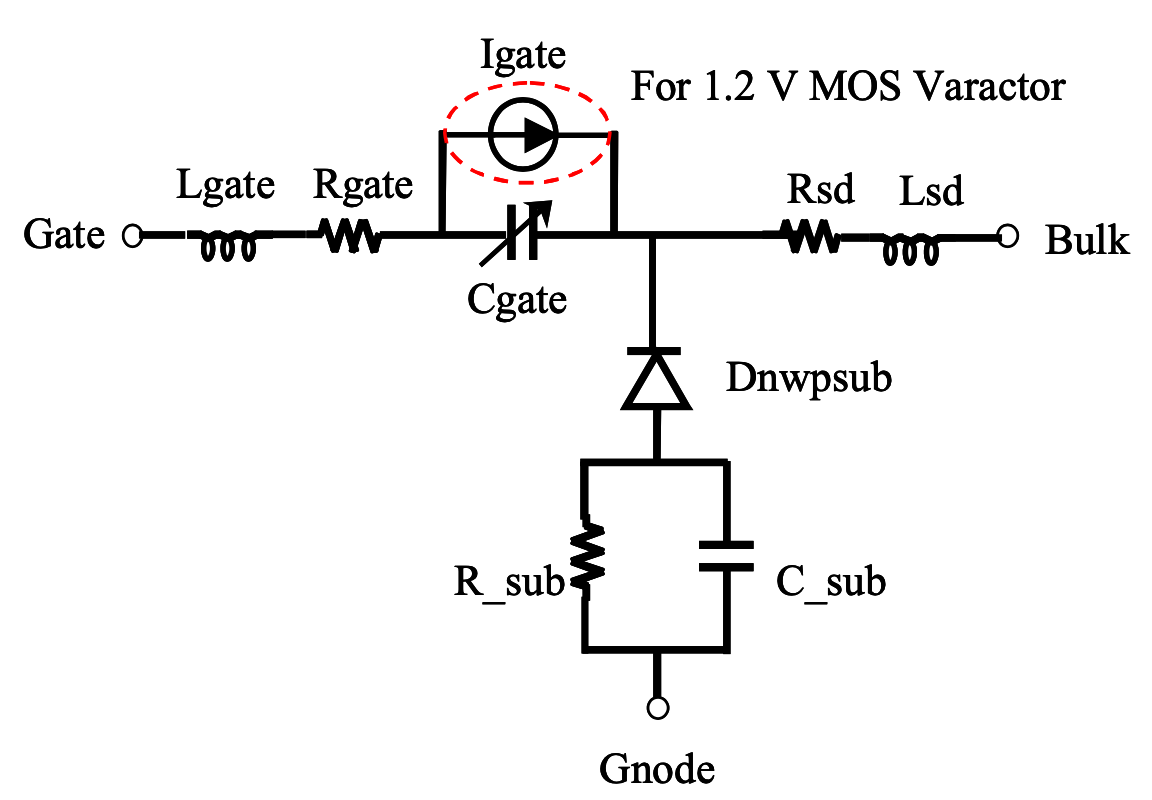 Igate
For 1.2 V MOS Varactor
Lgate
Rgate
Rsd
Lsd
Gate
Bulk
Cgate
Dnwpsub
R_sub
C_sub
Gnode